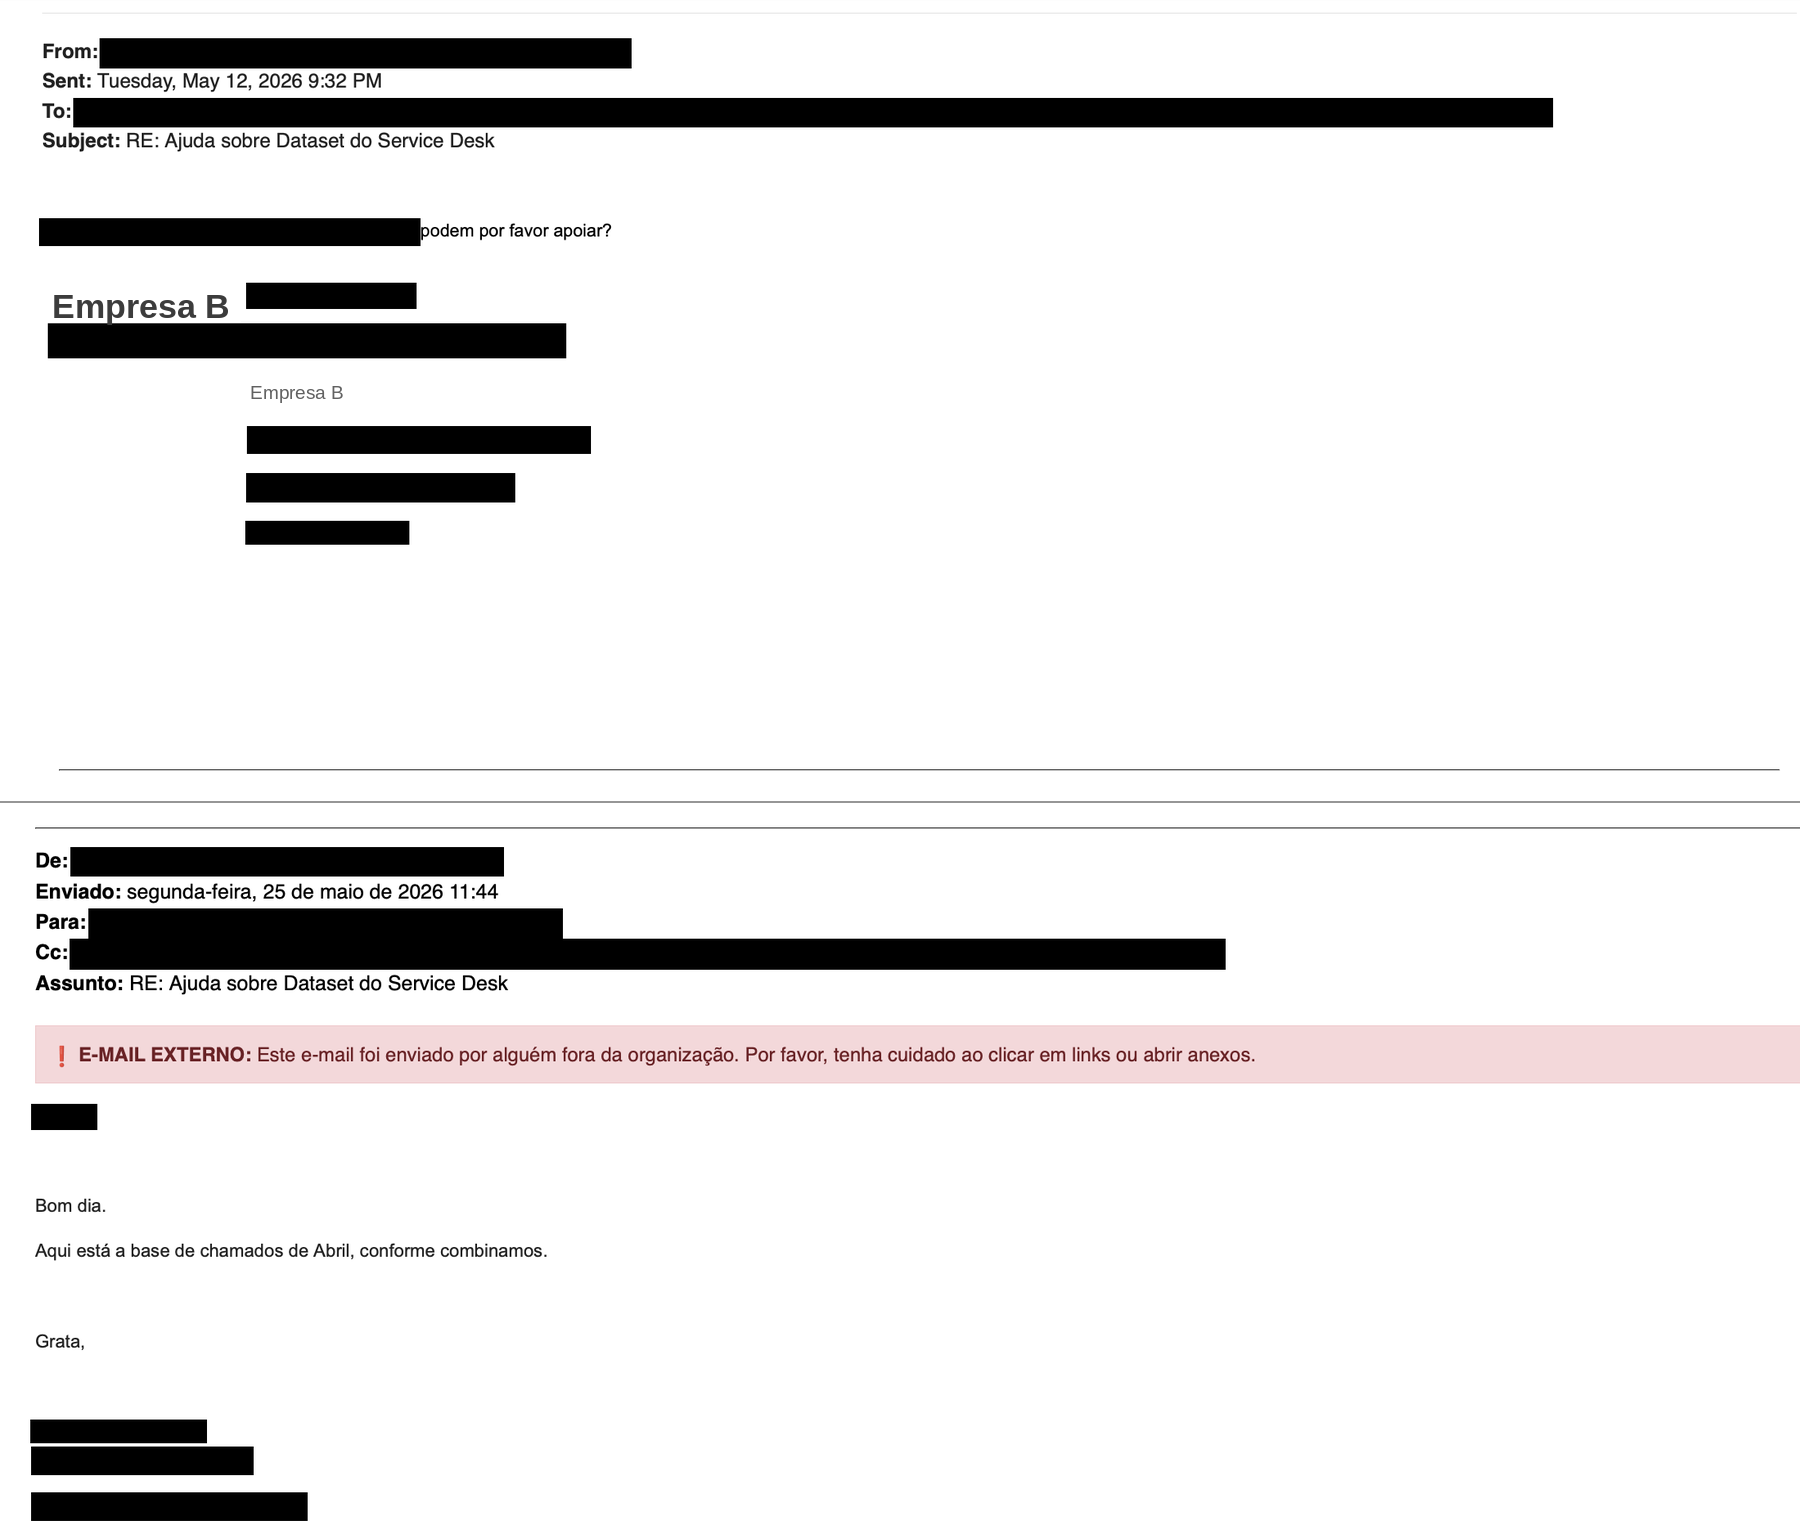 From:
Sent: Tuesday, May 12, 2026 9:32 PM
To:
Subject: RE: Ajuda sobre Dataset do Service Desk
podem por favor apoiar?
Empresa B
Empresa B
De:
Enviado: segunda-feira, 25 de maio de 2026 11:44
Para:
Cc:
Assunto: RE: Ajuda sobre Dataset do Service Desk
❗ E-MAIL EXTERNO: Este e-mail foi enviado por alguém fora da organização. Por favor, tenha cuidado ao clicar em links ou abrir anexos.
Bom dia.
Aqui está a base de chamados de Abril, conforme combinamos.
Grata,